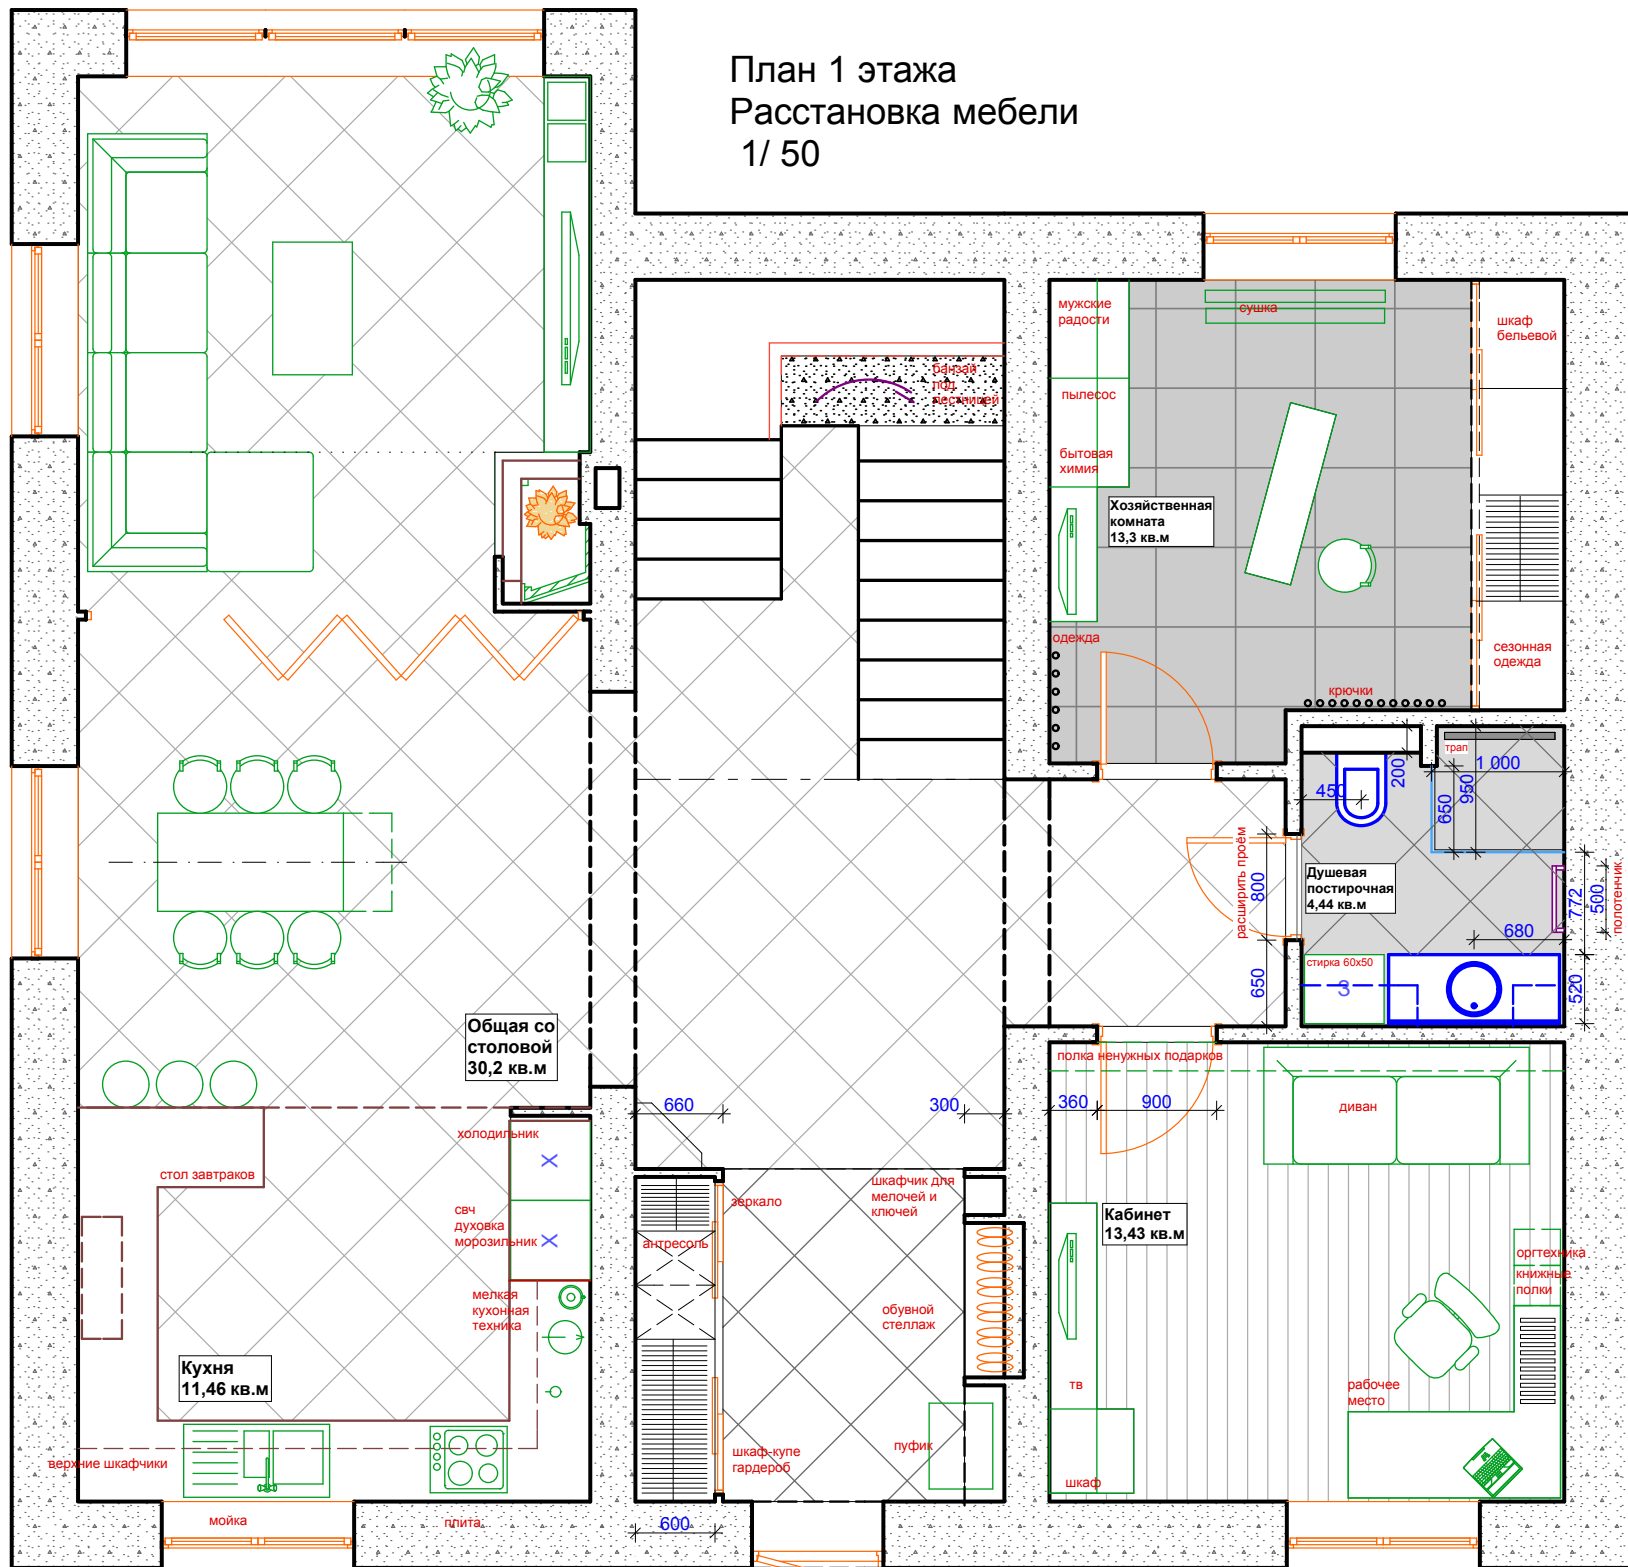 План 1 этажа
Расстановка мебели
1/ 50
мужские
радости
сушка
шкаф
бельевой
банзай
под
лестницей
пылесос
бытовая
химия
Хозяйственная
комната
13,3 кв.м
одежда
крючки
сезонная
одежда
трап
200
1 000
450
650
950
расширить проём
800
Душевая
постирочная
4,44 кв.м
772
500
полотенчик
680
650
стирка 60х50
3
520
Общая со
столовой
30,2 кв.м
полка ненужных подарков
660
300
360
900
диван
холодильник
X
стол завтраков
зеркало
шкафчик для
мелочей и
ключей
свч
духовка
морозильник
X
антресоль
Кабинет
13,43 кв.м
оргтехника
книжные
полки
мелкая
кухонная
техника
обувной
стеллаж
Кухня
11,46 кв.м
тв
рабочее
место
верхние шкафчики
шкаф-купе
гардероб
пуфик
шкаф
мойка
плита
600